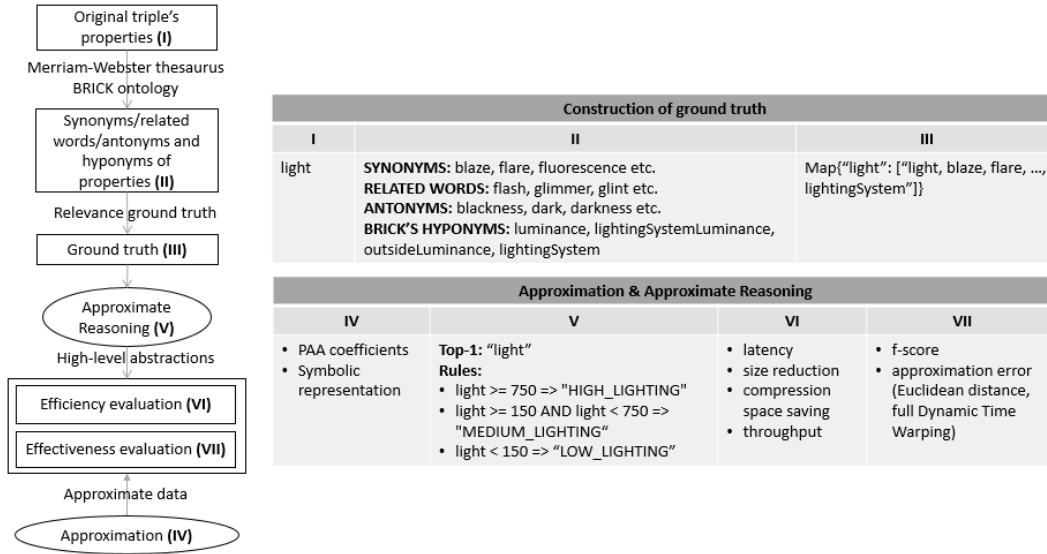 Original triple's
properties (I)
Merriam-Webster thesaurus
BRICK ontology
Synonyms/related
words/antonyms and
hyponyms of
properties (II)
Relevance ground truth
Ground truth (III)
Approximate
Reasoning (V)
High-level abstractions
Efficiency evaluation (VI)
Effectiveness evaluation (VII)
Approximate data
Approximation (IV)
Construction of ground truth
I
II
III
light
SYNONYMS: blaze, flare, fluorescence etc.
RELATED WORDS: flash, glimmer, glint etc.
ANTONYMS: blackness, dark, darkness etc.
BRICK'S HYPONYMS: luminance, lightingSystemLuminance,
outsideLuminance, lightingSystem
Map{“light”: [“light, blaze, flare, …,
lightingSystem”]}
Approximation & Approximate Reasoning
IV
V
VI
VII
• PAA coefficients
• Symbolic
representation
Top-1: “light”
Rules:
• light >= 750 => "HIGH_LIGHTING"
• light >= 150 AND light < 750 =>
"MEDIUM_LIGHTING“
• light < 150 => “LOW_LIGHTING”
• latency
• size reduction
• compression
space saving
• throughput
• f-score
• approximation error
(Euclidean distance,
full Dynamic Time
Warping)